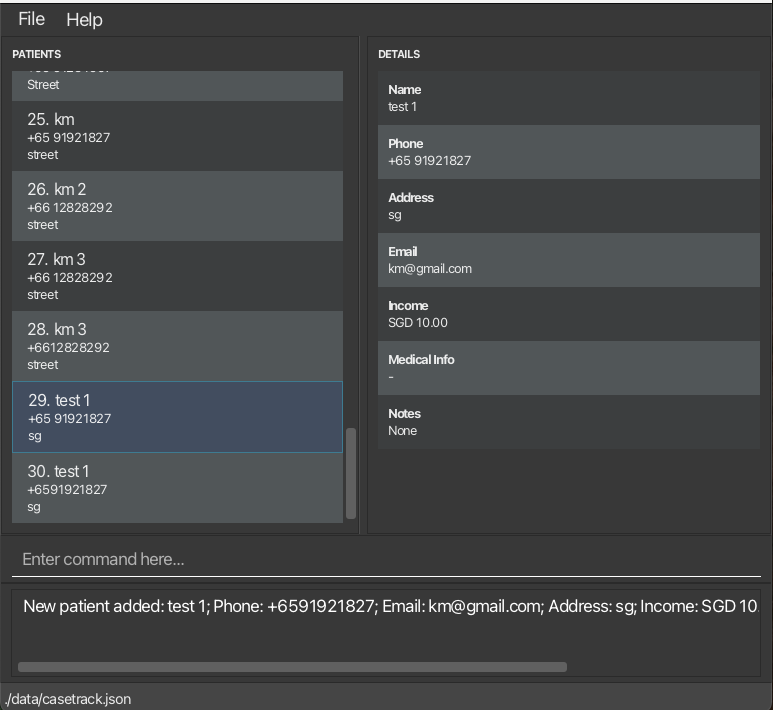 File Help
PATIENTS
Street
25. km
+65 91921827
street
26. km 2
+66 12828292
street
27. km 3
+66 12828292
street
28. km 3
+6612828292
street
29. test 1
+65 91921827
sg
30. test 1
+6591921827
sg
DETAILS
Name
test 1
Phone
+65 91921827
Address
sg
Email
km@gmail.com
Income
SGD 10.00
Medical Info
-
Notes
None
Enter command here...
New patient added: test 1; Phone: +6591921827; Email: km@gmail.com; Address: sg; Income: SGD 10.
./data/casetrack.json